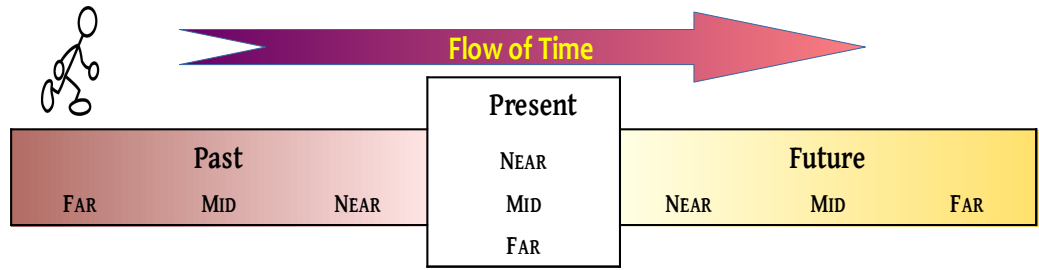 Flow of Time
Present
Past
Future
NEAR
FAR MID NEAR
MID
NEAR MID FAR
FAR